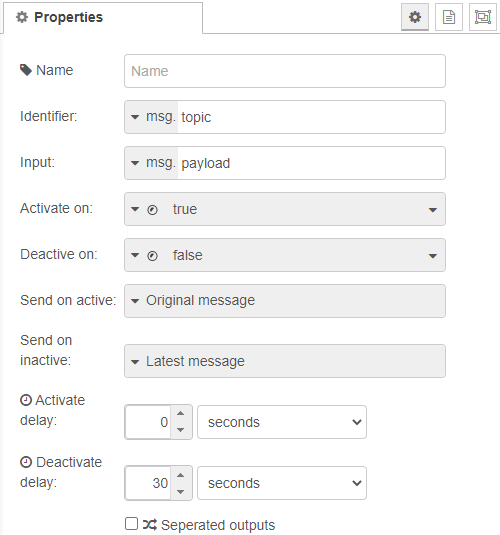 Properties
Name
Name
Identifier:
msg. topic
Input:
msg. payload
Activate on:
true
Deactive on:
false
Send on active:
Original message
Send on
inactive:
Latest message
Activate
delay:
0
seconds
Deactivate
delay:
30
seconds
Seperated outputs